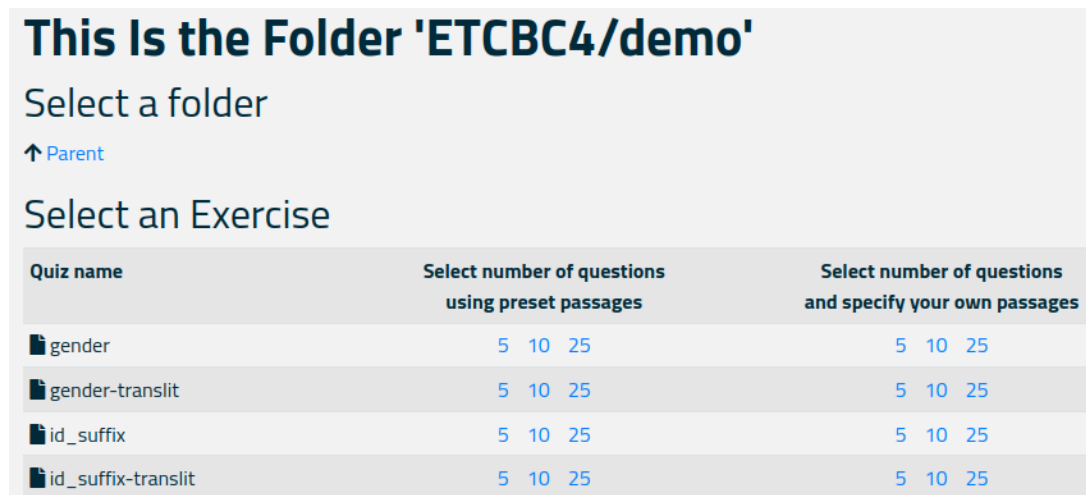 This Is the Folder 'ETCBC4/demo'
Select a folder
Parent
Select an Exercise
Quiz name Select number of questions using preset passages Select number of questions and specify your own passages
gender 5 10 25 5 10 25
gender-translit 5 10 25 5 10 25
id_suffix 5 10 25 5 10 25
id_suffix-translit 5 10 25 5 10 25